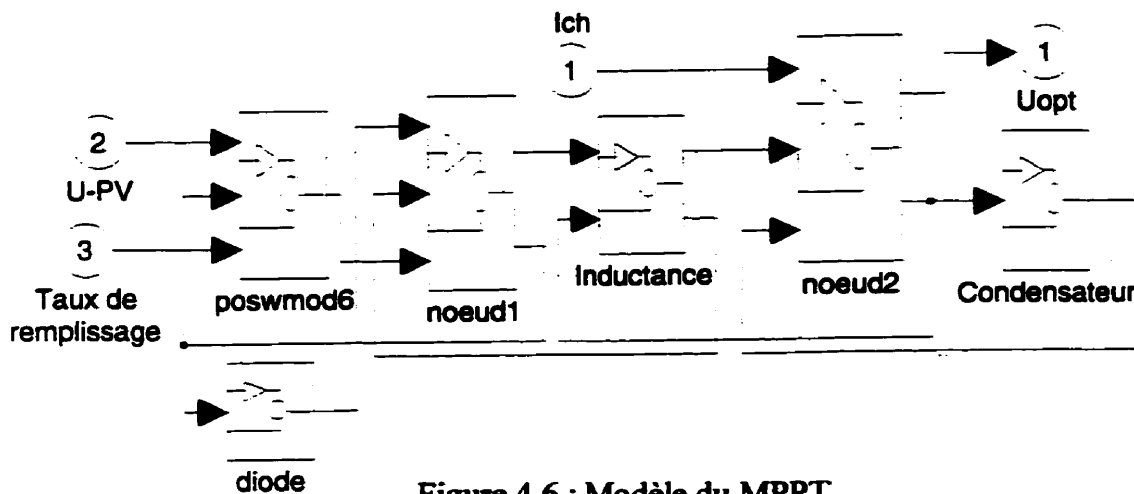 Ich
1
1
Uopt
2
U-PV
3
Taux de
remplissage
poswmod6
noeud1
Inductance
noeud2
Condensateur
diode
Figure 4.6 : Modèle du MPPT